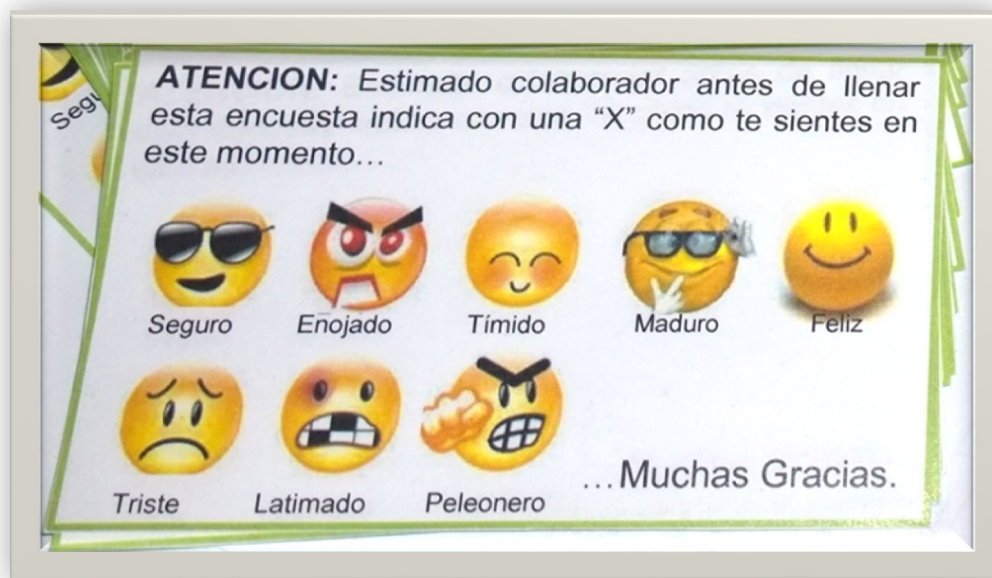 Segu
ATENCION: Estimado colaborador antes de llenar
esta encuesta indica con una “X” como te sientes en
este momento…
Seguro Enojado Tímido Maduro Feliz
Triste Latimado Peleonero
…Muchas Gracias.